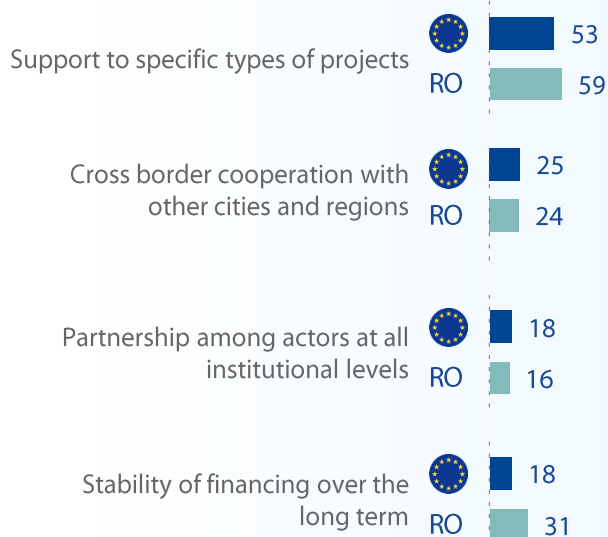 53
Support to specific types of projects
RO
59
Cross border cooperation with
other cities and regions
25
RO
24
Partnership among actors at all
institutional levels
18
RO
16
Stability of financing over the
long term
18
RO
31